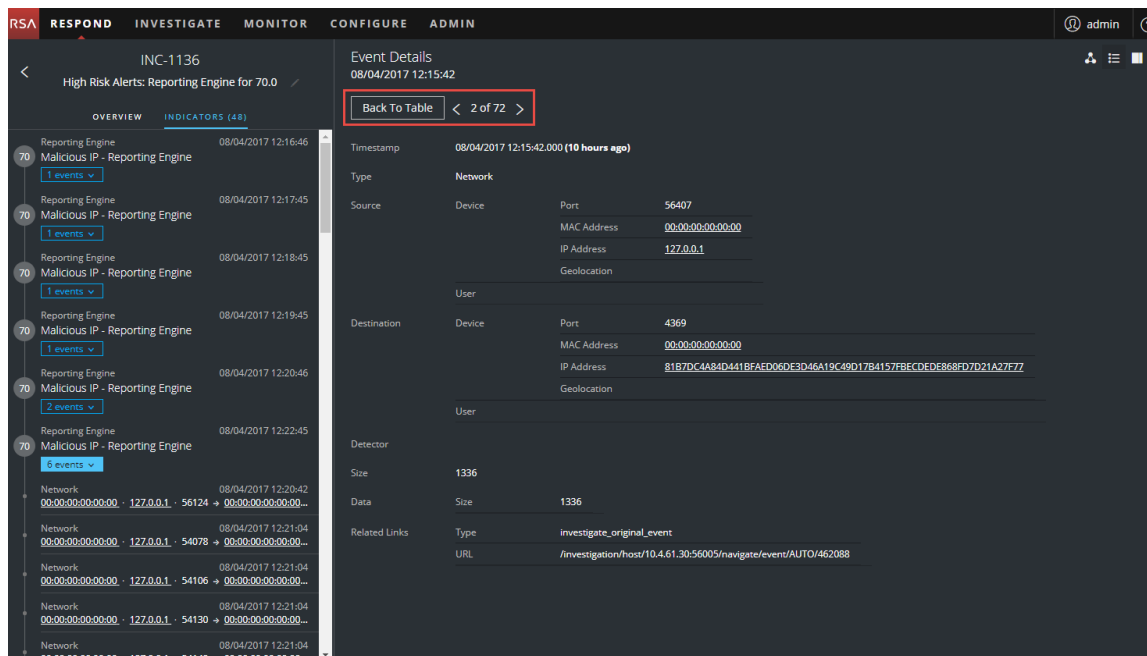 RSA RESPOND INVESTIGATE MONITOR CONFIGURE ADMIN admin
INC-1136
High Risk Alerts: Reporting Engine for 70.0
OVERVIEW INDICATORS (48)
Reporting Engine 08/04/2017 12:16:46
70 Malicious IP - Reporting Engine
1 events
Reporting Engine 08/04/2017 12:17:45
70 Malicious IP - Reporting Engine
1 events
Reporting Engine 08/04/2017 12:18:45
70 Malicious IP - Reporting Engine
1 events
Reporting Engine 08/04/2017 12:19:45
70 Malicious IP - Reporting Engine
1 events
Reporting Engine 08/04/2017 12:20:46
70 Malicious IP - Reporting Engine
2 events
Reporting Engine 08/04/2017 12:22:45
70 Malicious IP - Reporting Engine
6 events
Network 08/04/2017 12:20:42
00:00:00:00:00:00 · 127.0.0.1 · 56124 → 00:00:00:00:00:00...
Network 08/04/2017 12:21:04
00:00:00:00:00:00 · 127.0.0.1 · 54078 → 00:00:00:00:00:00...
Network 08/04/2017 12:21:04
00:00:00:00:00:00 · 127.0.0.1 · 54106 → 00:00:00:00:00:00...
Network 08/04/2017 12:21:04
00:00:00:00:00:00 · 127.0.0.1 · 54130 → 00:00:00:00:00:00...
Network 08/04/2017 12:21:04
Event Details
08/04/2017 12:15:42
Back To Table < 2 of 72 >
Timestamp 08/04/2017 12:15:42.000 (10 hours ago)
Type Network
Source Device Port 56407
MAC Address 00:00:00:00:00:00
IP Address 127.0.0.1
Geolocation
User
Destination Device Port 4369
MAC Address 00:00:00:00:00:00
IP Address 81B7DC4A84D441BFAED06DE3D46A19C49D17B4157FBECDEDE868FD7D21A27F77
Geolocation
User
Detector
Size 1336
Data Size 1336
Related Links Type investigate_original_event
URL /investigation/host/10.4.61.30:56005/navigate/event/AUTO/462088